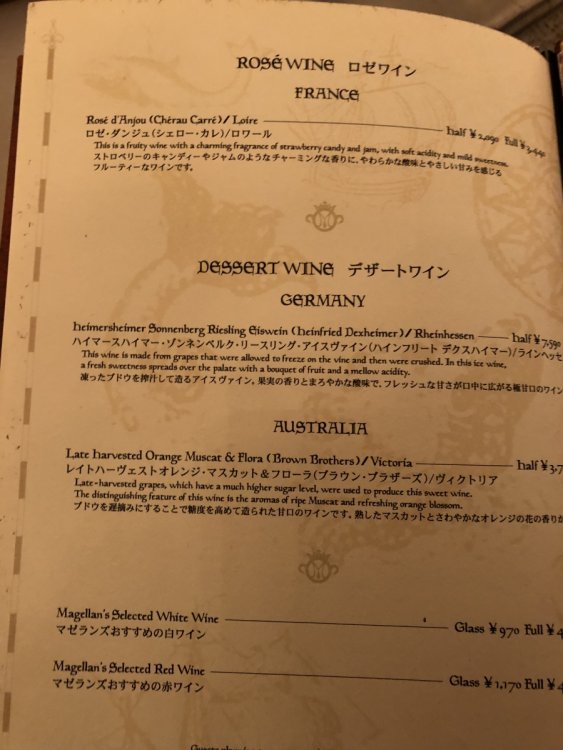 ROSÉ WINE ロゼワイン
FRANCE
Rosé d'Anjou (Chérau Carré)/ Loire half ¥2,090 Full ¥3,440
ロゼ・ダンジュ(シェロー・カレ)/ロワール
This is a fruity wine with a charming fragrance of strawberry candy and jam, with soft acidity and mild sweetness.
ストロベリーのキャンディーやジャムのようなチャーミングな香りに、やわらかな酸味とやさしい甘みを感じる
フルーティーなワインです。
DESSERT WINE デザートワイン
GERMANY
Heimersheimer Sonnenberg Riesling Eiswein (Heinfried Dexheimer)/ Rheinhessen half ¥7,590
ハイマースハイマー・ゾンネンベルク・リースリング・アイスヴァイン(ハインフリート デクスハイマー)/ラインヘッセ
This wine is made from grapes that were allowed to freeze on the vine and then were crushed. In this ice wine,
a fresh sweetness spreads over the palate with a bouquet of fruit and a mellow acidity.
凍ったブドウを搾汁して造るアイスヴァイン。果実の香りとまろやかな酸味で、フレッシュな甘さが口中に広がる極甘口のワイン
AUSTRALIA
Late Harvested Orange Muscat & Flora (Brown Brothers)/ Victoria half ¥3,7
レイトハーヴェストオレンジ・マスカット&フローラ(ブラウン・ブラザーズ)/ヴィクトリア
Late-harvested grapes, which have a much higher sugar level, were used to produce this sweet wine.
The distinguishing feature of this wine is the aromas of ripe Muscat and refreshing orange blossom.
ブドウを遅摘みにすることで糖度を高めて造られた甘口のワインです。熟したマスカットとさわやかなオレンジの花の香りが
Magellan's Selected White Wine Glass ¥970 Full ¥4
マゼランズおすすめの白ワイン
Magellan's Selected Red Wine Glass ¥1,170 Full ¥4
マゼランズおすすめの赤ワイン